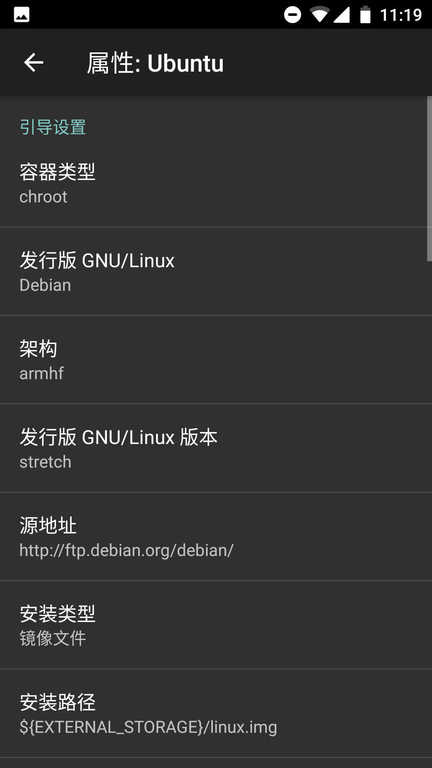 11:19
属性: Ubuntu
引导设置
容器类型
chroot
发行版 GNU/Linux
Debian
架构
armhf
发行版 GNU/Linux 版本
stretch
源地址
http://ftp.debian.org/debian/
安装类型
镜像文件
安装路径
${EXTERNAL_STORAGE}/linux.img